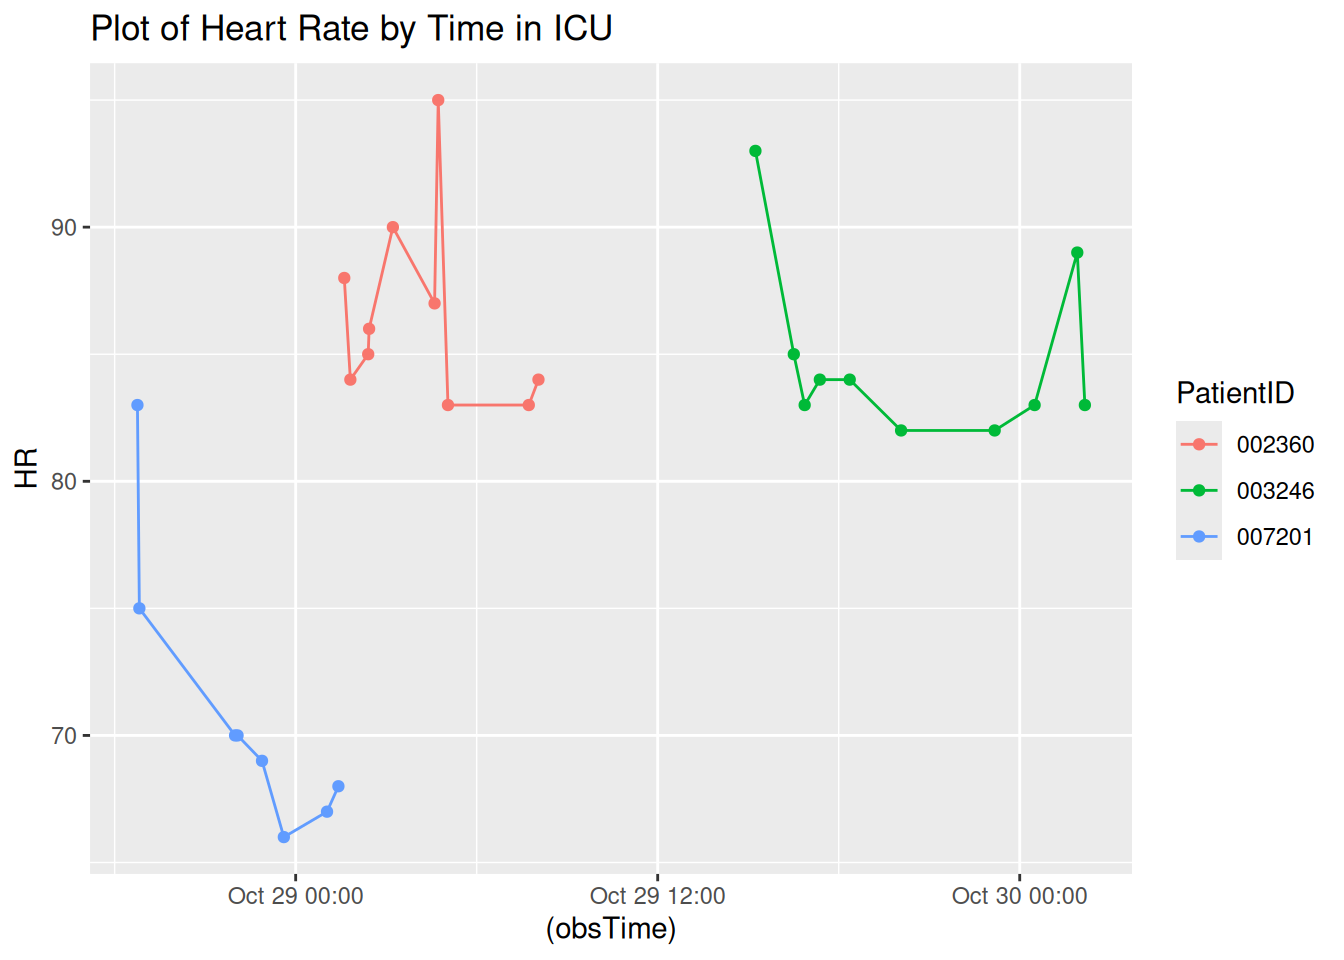 Plot of Heart Rate by Time in ICU
HR
90
80
70
Oct 29 00:00
Oct 29 12:00
Oct 30 00:00
(obsTime)
PatientID
002360
003246
007201